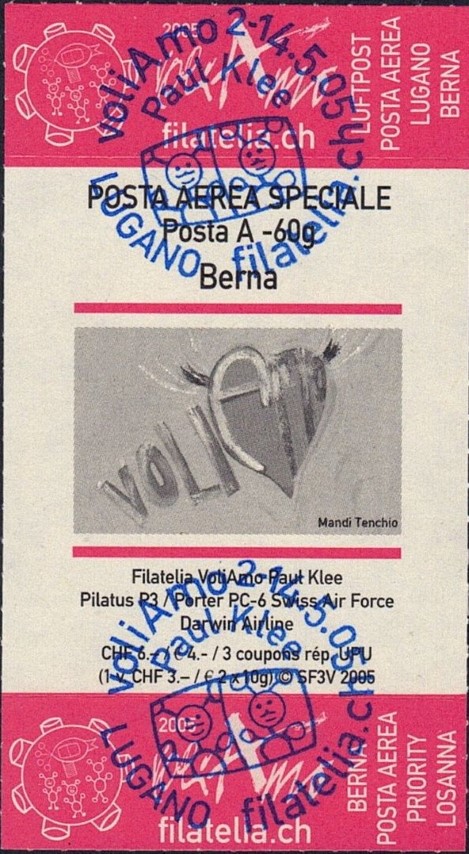 2005
voliAmo
filatelia.ch
LUFTPOST
POSTA AEREA
LUGANO
BERNA
voliAmo 2-14.5.05
Paul Klee
LUGANO filatelia.ch
POSTA AEREA SPECIALE
Posta A -60g
Berna
VOLIAmo
Mandi Tenchio
Filatelia VoliAmo Paul Klee
Pilatus P3 / Porter PC-6 Swiss Air Force
Darwin Airline
CHF 6.– / € 4.- / 3 coupons rép. UPU
(1 v. CHF 3.– / € 2 x 10g) © SF3V 2005
voliAmo 2-14.5.05
Paul Klee
LUGANO filatelia.ch
2005
voliAmo
filatelia.ch
BERNA
POSTA AEREA
PRIORITY
LOSANNA